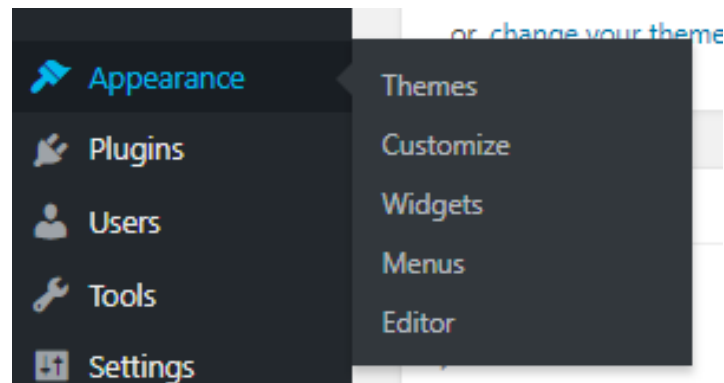 or change your theme
Appearance
Plugins
Users
Tools
Settings
Themes
Customize
Widgets
Menus
Editor